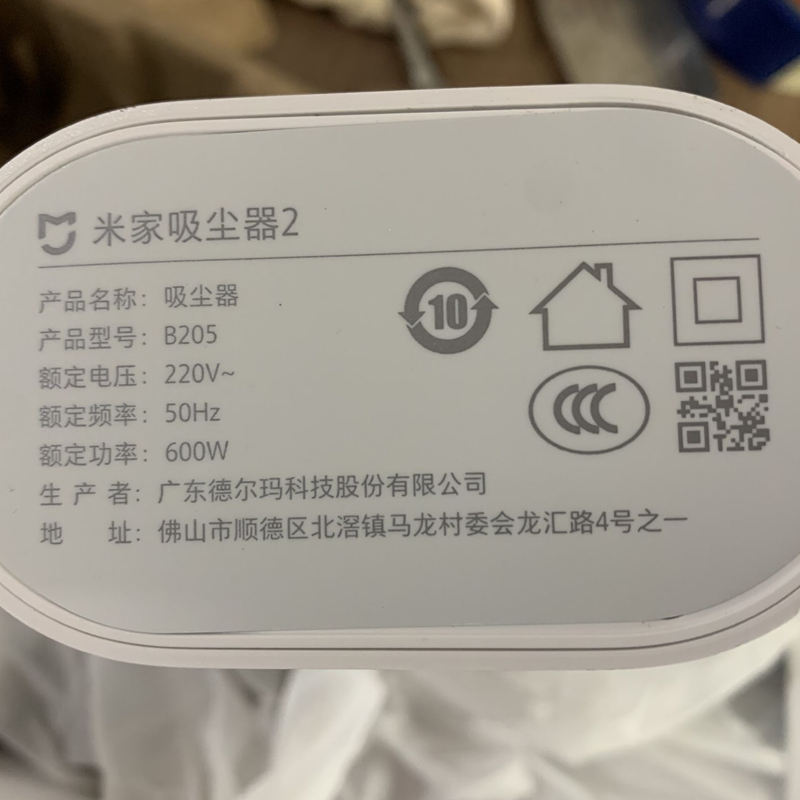 米家吸尘器2
产品名称：吸尘器
产品型号：B205
额定电压：220V~
额定频率：50Hz
额定功率：600W
生产者：广东德尔玛科技股份有限公司
地址：佛山市顺德区北滘镇马龙村委会龙汇路4号之一
10
CCC